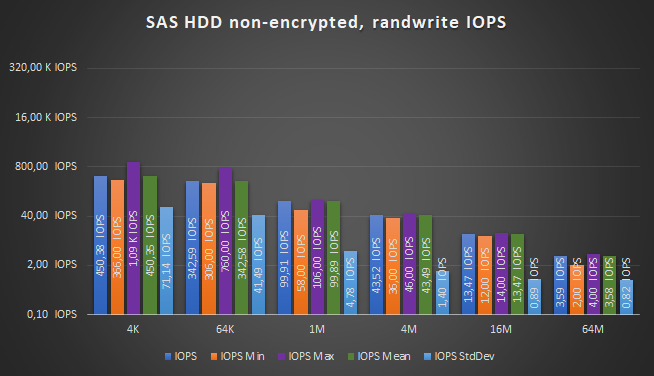 SAS HDD non-encrypted, randwrite IOPS
320,00 K IOPS
16,00 K IOPS
800,00 IOPS
40,00 IOPS
2,00 IOPS
0,10 IOPS
450,38 IOPS
366,00 IOPS
1,09 K IOPS
450,35 IOPS
71,14 IOPS
342,59 IOPS
306,00 IOPS
760,00 IOPS
342,58 IOPS
41,49 IOPS
99,91 IOPS
58,00 IOPS
106,00 IOPS
99,89 IOPS
4,78 IOPS
43,52 IOPS
36,00 IOPS
46,00 IOPS
43,49 IOPS
1,40 IOPS
13,47 IOPS
12,00 IOPS
14,00 IOPS
13,47 IOPS
0,89 IOPS
3,59 IOPS
2,00 IOPS
4,00 IOPS
3,58 IOPS
0,82 IOPS
4K 64K 1M 4M 16M 64M
IOPS IOPS Min IOPS Max IOPS Mean IOPS StdDev